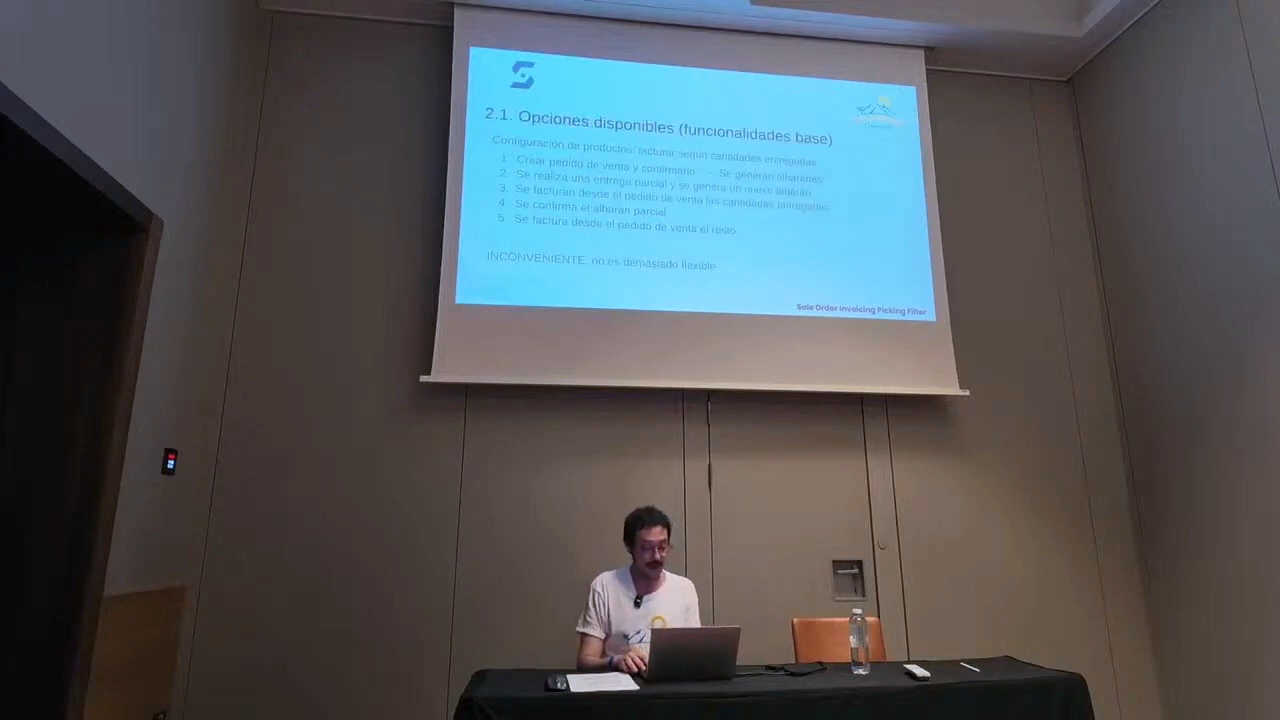 2.1. Opciones disponibles (funcionalidades base)
Configuración de productos: facturar según cantidades entregadas
1. Crear pedido de venta y confirmarlo → Se generan albaranes
2. Se realiza una entrega parcial y se genera un nuevo albarán
3. Se facturan desde el pedido de venta las cantidades entregadas
4. Se confirma el albarán parcial
5. Se factura desde el pedido de venta el resto
INCONVENIENTE: no es demasiado flexible
Sale Order Invoicing Picking Filter